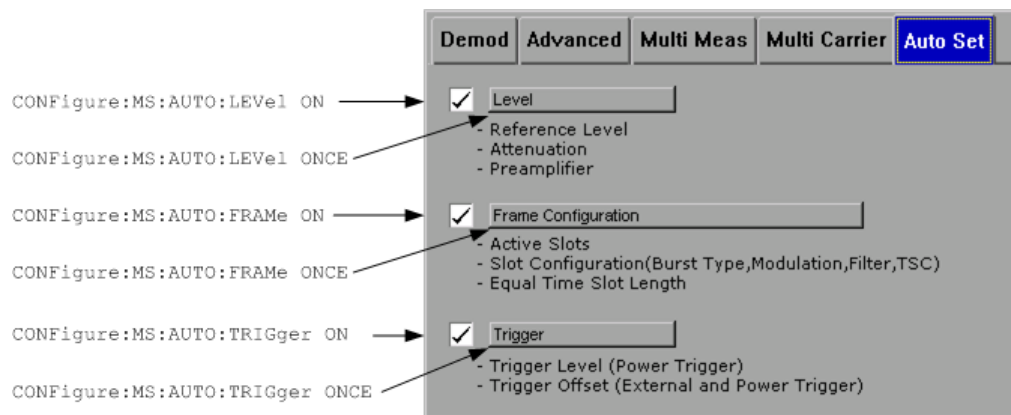 Demod Advanced Multi Meas Multi Carrier Auto Set
CONFigure:MS:AUTO:LEVel ON
Level
CONFigure:MS:AUTO:LEVel ONCE
- Reference Level
- Attenuation
- Preamplifier
CONFigure:MS:AUTO:FRAMe ON
Frame Configuration
CONFigure:MS:AUTO:FRAMe ONCE
- Active Slots
- Slot Configuration(Burst Type,Modulation,Filter,TSC)
- Equal Time Slot Length
CONFigure:MS:AUTO:TRIGger ON
Trigger
CONFigure:MS:AUTO:TRIGger ONCE
- Trigger Level (Power Trigger)
- Trigger Offset (External and Power Trigger)